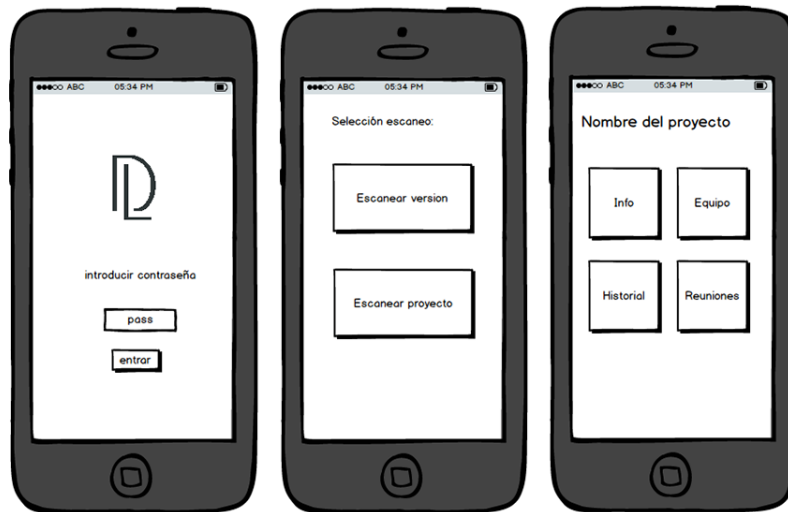 ABC 05:34 PM
DL
introducir contraseña
pass
entrar
ABC 05:34 PM
Selección escaneo:
Escanear version
Escanear proyecto
ABC 05:34 PM
Nombre del proyecto
Info Equipo
Historial Reuniones